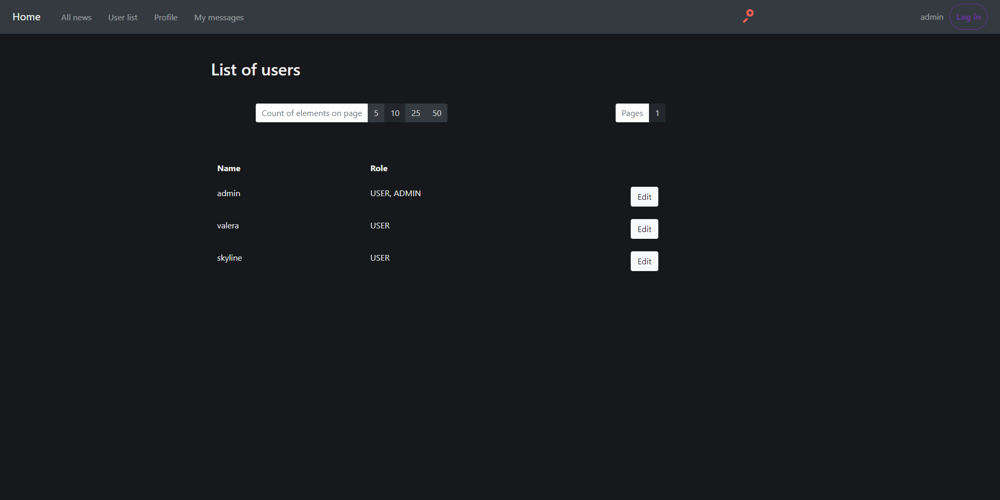 Home All news User list Profile My messages admin Log in
List of users
Count of elements on page 5 10 25 50 Pages 1
Name Role
admin USER, ADMIN Edit
valera USER Edit
skyline USER Edit